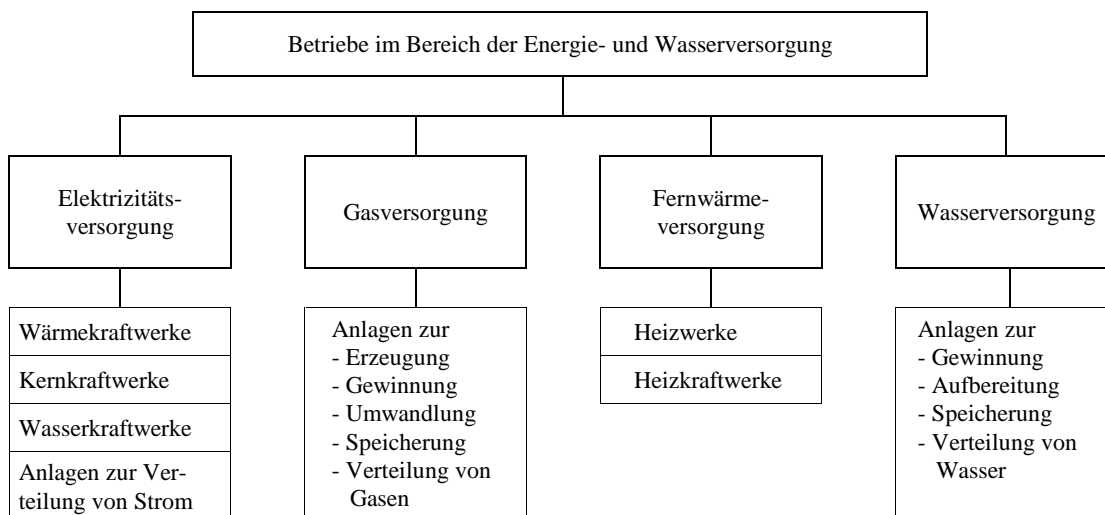 Betriebe im Bereich der Energie- und Wasserversorgung
Elektrizitäts-
versorgung
Gasversorgung
Fernwärme-
versorgung
Wasserversorgung
Wärmekraftwerke
Kernkraftwerke
Wasserkraftwerke
Anlagen zur Ver-
teilung von Strom
Anlagen zur
- Erzeugung
- Gewinnung
- Umwandlung
- Speicherung
- Verteilung von
Gasen
Heizwerke
Heizkraftwerke
Anlagen zur
- Gewinnung
- Aufbereitung
- Speicherung
- Verteilung von
Wasser